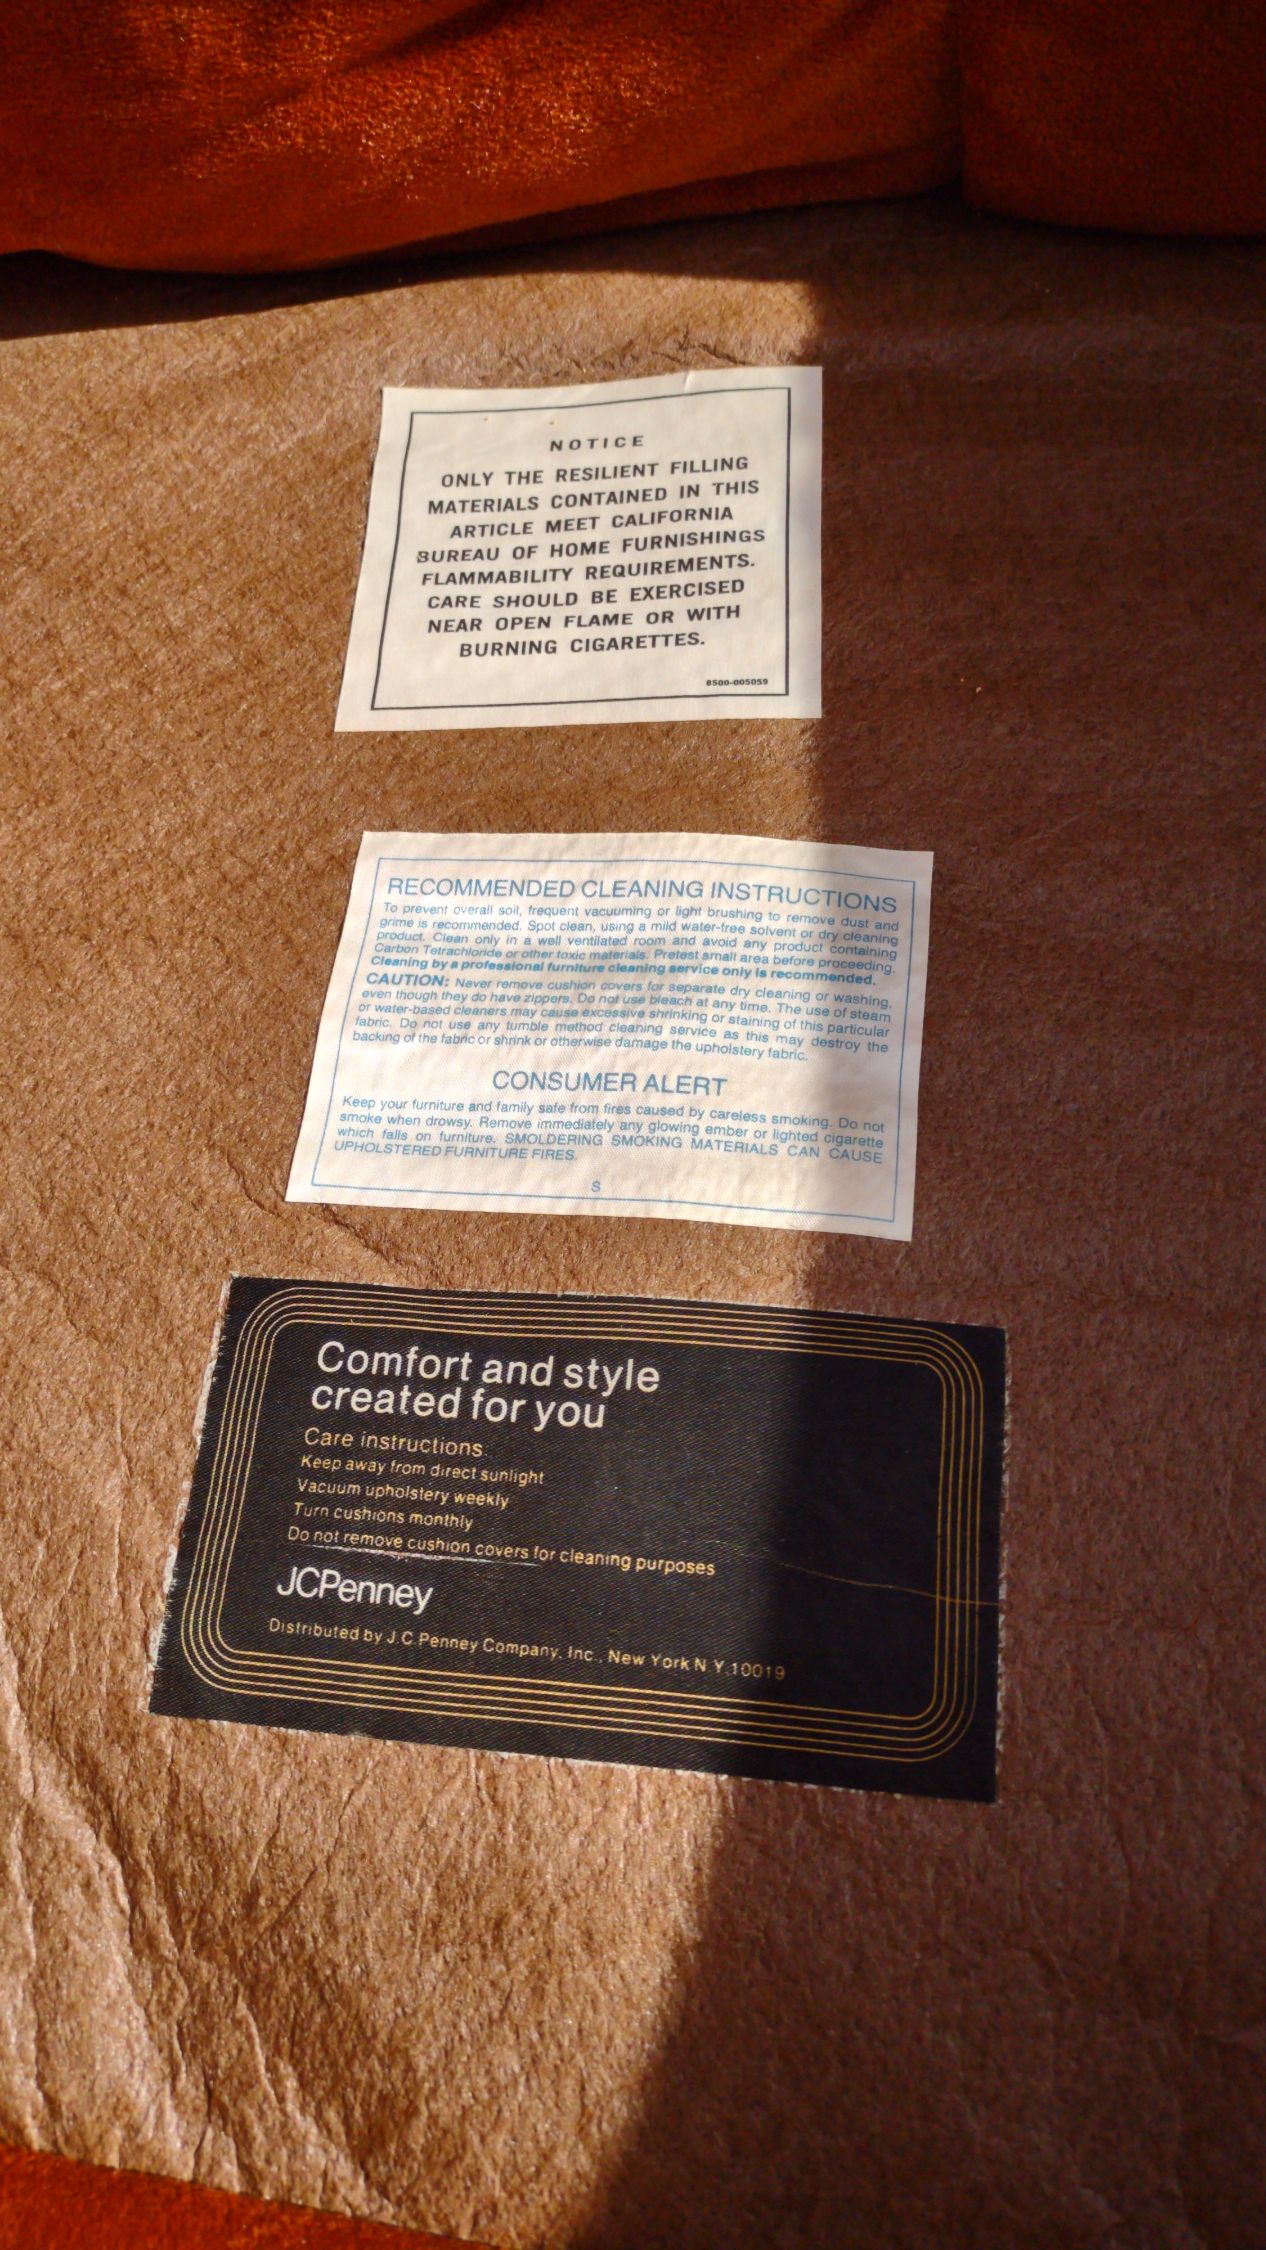 NOTICE
ONLY THE RESILIENT FILLING
MATERIALS CONTAINED IN THIS
ARTICLE MEET CALIFORNIA
BUREAU OF HOME FURNISHINGS
FLAMMABILITY REQUIREMENTS.
CARE SHOULD BE EXERCISED
NEAR OPEN FLAME OR WITH
BURNING CIGARETTES.
8500-005059
RECOMMENDED CLEANING INSTRUCTIONS
To prevent overall soil, frequent vacuuming or light brushing to remove dust and
grime is recommended. Spot clean, using a mild water-free solvent or dry cleaning
product. Clean only in a well ventilated room and avoid any product containing
Carbon Tetrachloride or other toxic materials. Pretest small area before proceeding.
Cleaning by a professional furniture cleaning service only is recommended.
CAUTION: Never remove cushion covers for separate dry cleaning or washing,
even though they do have zippers. Do not use bleach at any time. The use of steam
or water-based cleaners may cause excessive shrinking or staining of this particular
fabric. Do not use any tumble method cleaning service as this may destroy the
backing of the fabric or shrink or otherwise damage the upholstery fabric.
CONSUMER ALERT
Keep your furniture and family safe from fires caused by careless smoking. Do not
smoke when drowsy. Remove immediately any glowing ember or lighted cigarette
which falls on furniture. SMOLDERING SMOKING MATERIALS CAN CAUSE
UPHOLSTERED FURNITURE FIRES.
S
Comfort and style
created for you
Care instructions
Keep away from direct sunlight
Vacuum upholstery weekly
Turn cushions monthly
Do not remove cushion covers for cleaning purposes
JCPenney
Distributed by J.C. Penney Company, Inc., New York N.Y. 10019